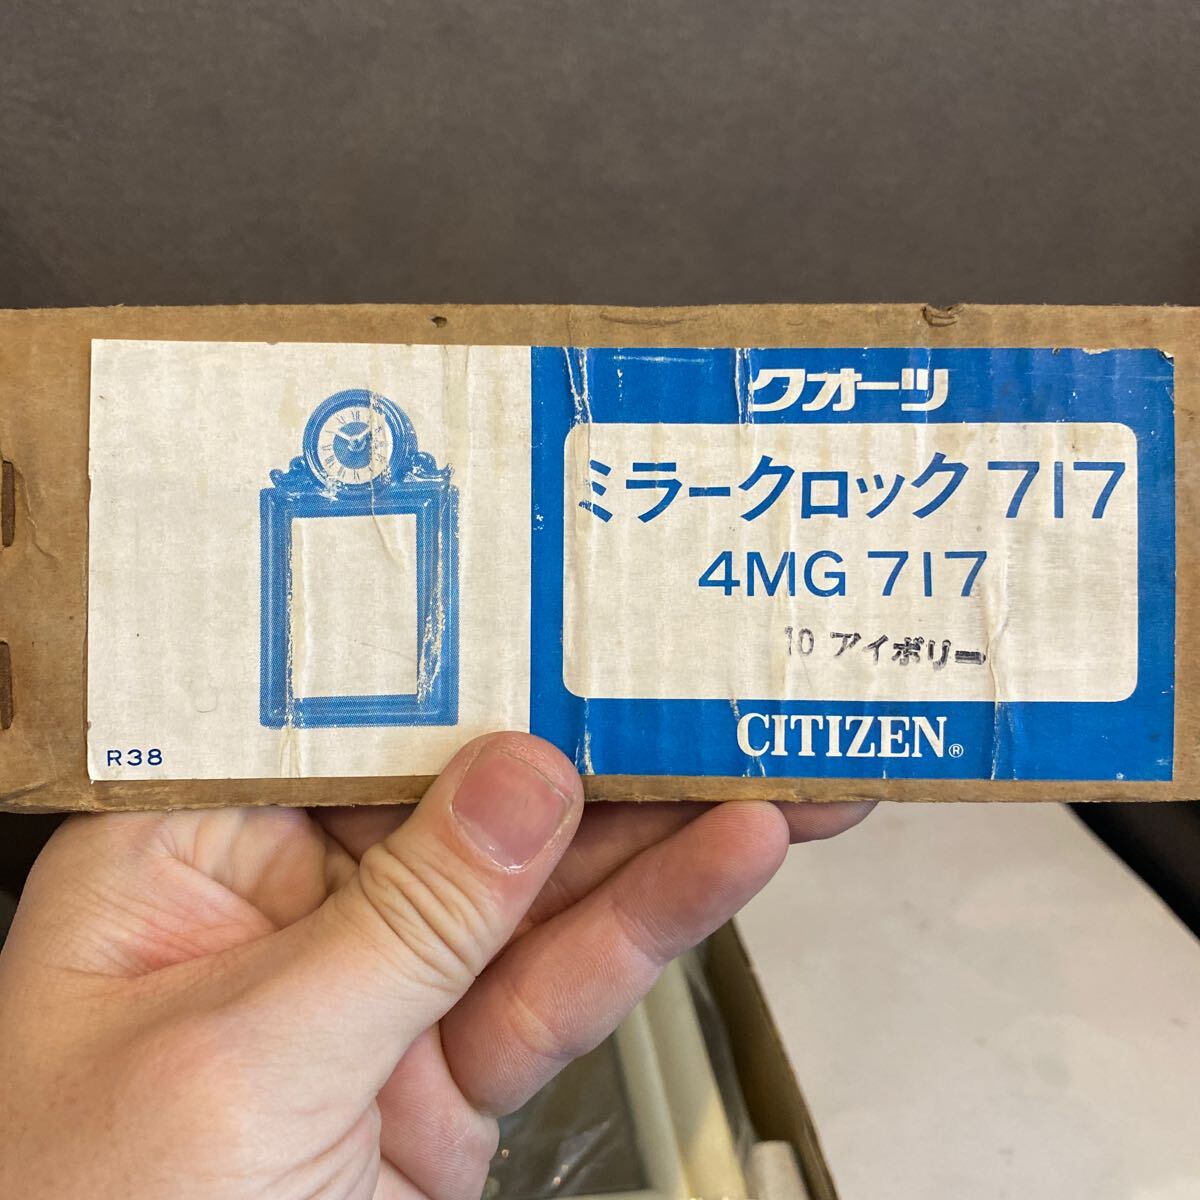 クオーツ
ミラークロック 717
4MG 717
10 アイボリー
CITIZEN®
R38